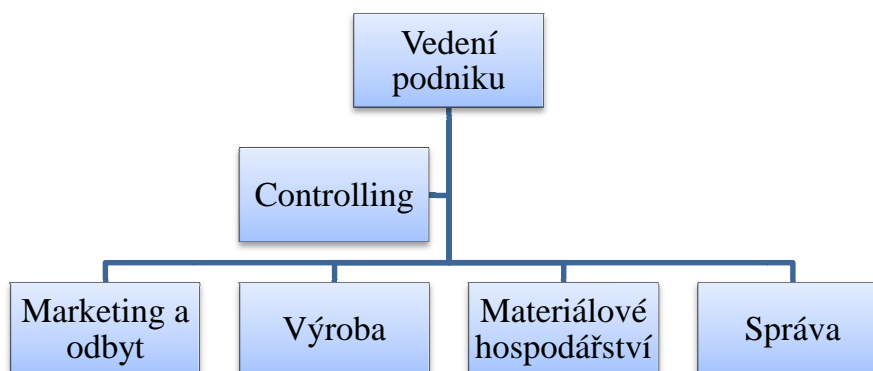 Vedení
podniku
Controlling
Marketing a
odbyt
Výroba
Materiálové
hospodářství
Správa